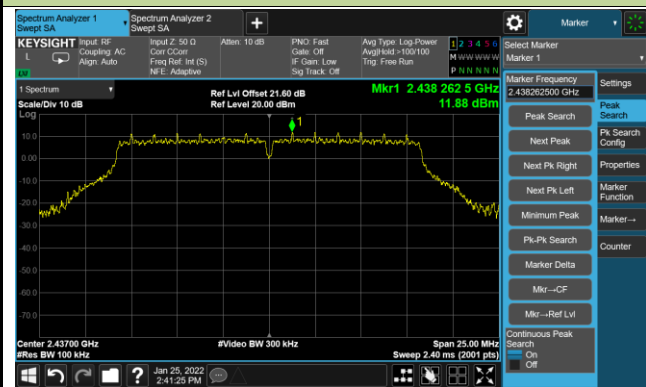 Spectrum Analyzer 1
Swept SA
Spectrum Analyzer 2
Swept SA
+
Marker
KEYSIGHT
L
Input: RF
Coupling: AC
Align: Auto
Input Z: 50 Ω
Corr CCorr
Freq Ref: Int (S)
NFE: Adaptive
Atten: 10 dB
PNO: Fast
Gate: Off
IF Gain: Low
Sig Track: Off
Avg Type: Log-Power
Avg|Hold:>100/100
Trig: Free Run
1 2 3 4 5 6
M W W W W W
P N N N N N
Select Marker
Marker 1
1 Spectrum
Scale/Div 10 dB
Log
Ref Lvl Offset 21.60 dB
Ref Level 20.00 dBm
Mkr1 2.438 262 5 GHz
11.88 dBm
1
10.0
0.00
-10.0
-20.0
-30.0
-40.0
-50.0
-60.0
-70.0
Center 2.43700 GHz
#Res BW 100 kHz
#Video BW 300 kHz
Span 25.00 MHz
Sweep 2.40 ms (2001 pts)
Marker Frequency
2.438262500 GHz
Peak Search
Next Peak
Next Pk Right
Next Pk Left
Minimum Peak
Pk-Pk Search
Marker Delta
Mkr→CF
Mkr→Ref Lvl
Continuous Peak
Search
On
Off
Settings
Peak
Search
Pk Search
Config
Properties
Marker
Function
Marker→
Counter
?
Jan 25, 2022
2:41:25 PM